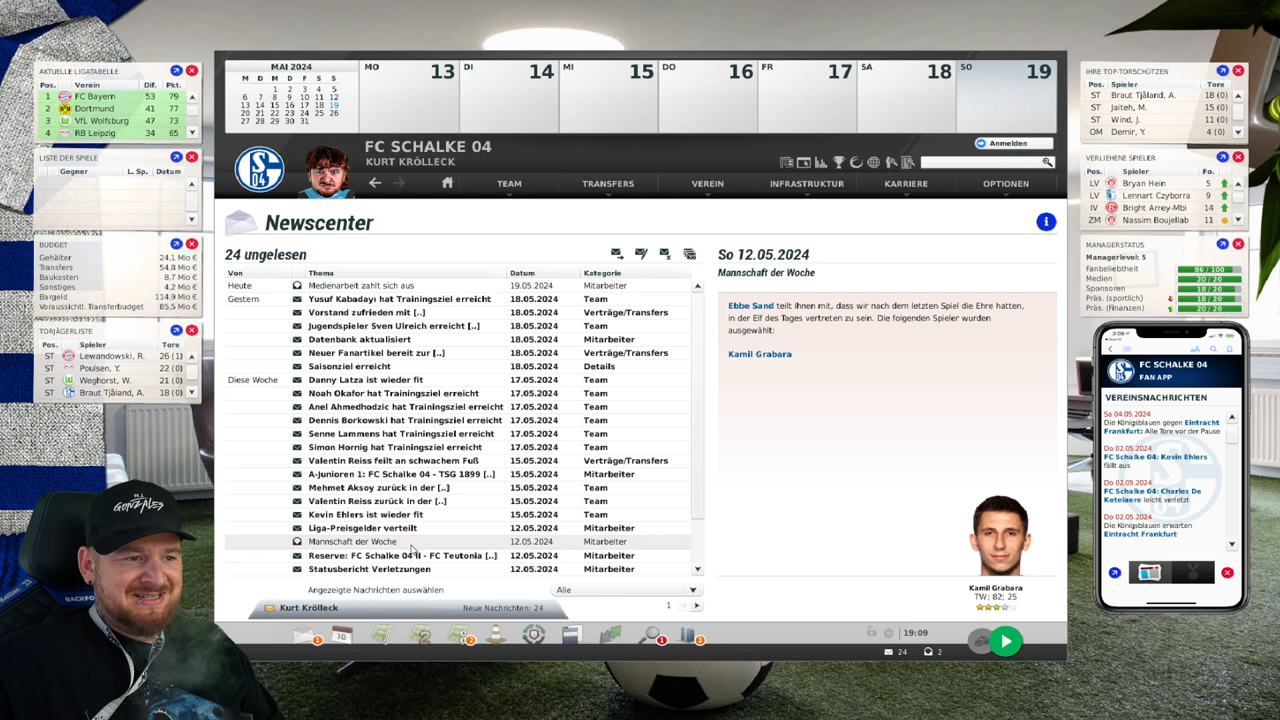 AKTUELLE LIGATABELLE
Pos. Verein Dif. Pkt.
1 FC Bayern 53 79
2 Dortmund 41 77
3 VfL Wolfsburg 47 73
4 RB Leipzig 34 65
LISTE DER SPIELE
Gegner L. Sp. Datum
BUDGET
Gehälter 24,1 Mio €
Transfers 54,8 Mio €
Baukosten 8,7 Mio €
Sonstiges 4,2 Mio €
Bargeld 114,9 Mio €
Voraussichtl. Transferbudget 85,5 Mio €
TORJÄGERLISTE
Pos. Spieler Tore
ST Lewandowski, R. 26 (1)
ST Poulsen, Y. 22 (0)
ST Weghorst, W. 21 (0)
ST Braut Tjåland, A. 18 (0)
MAI 2024
M D M D F S S
1 2 3 4 5
6 7 8 9 10 11 12
13 14 15 16 17 18 19
20 21 22 23 24 25 26
27 28 29 30 31
MO 13
DI 14
MI 15
DO 16
FR 17
SA 18
SO 19
FC SCHALKE 04
KURT KRÖLLECK
Anmelden
TEAM TRANSFERS VEREIN INFRASTRUKTUR KARRIERE OPTIONEN
Newscenter
24 ungelesen
Von Thema Datum Kategorie
Heute Medienarbeit zahlt sich aus 19.05.2024 Mitarbeiter
Gestern Yusuf Kabadayı hat Trainingsziel erreicht 18.05.2024 Team
Vorstand zufrieden mit [..] 18.05.2024 Verträge/Transfers
Jugendspieler Sven Ulreich erreicht [..] 18.05.2024 Team
Datenbank aktualisiert 18.05.2024 Mitarbeiter
Neuer Fanartikel bereit zur [..] 18.05.2024 Verträge/Transfers
Saisonziel erreicht 18.05.2024 Details
Diese Woche Danny Latza ist wieder fit 17.05.2024 Team
Noah Okafor hat Trainingsziel erreicht 17.05.2024 Team
Anel Ahmedhodzic hat Trainingsziel erreicht 17.05.2024 Team
Dennis Borkowski hat Trainingsziel erreicht 17.05.2024 Team
Senne Lammens hat Trainingsziel erreicht 17.05.2024 Team
Simon Hornig hat Trainingsziel erreicht 17.05.2024 Team
Valentin Reiss feilt an schwachem Fuß 15.05.2024 Verträge/Transfers
A-Junioren 1: FC Schalke 04 - TSG 1899 [..] 15.05.2024 Mitarbeiter
Mehmet Aksoy zurück in der [..] 15.05.2024 Team
Valentin Reiss zurück in der [..] 15.05.2024 Team
Kevin Ehlers ist wieder fit 15.05.2024 Team
Liga-Preisgelder verteilt 12.05.2024 Mitarbeiter
Mannschaft der Woche 12.05.2024 Mitarbeiter
Reserve: FC Schalke 04 II - FC Teutonia [..] 12.05.2024 Mitarbeiter
Statusbericht Verletzungen 12.05.2024 Mitarbeiter
Angezeigte Nachrichten auswählen Alle
1
Kurt Krölleck Neue Nachrichten: 24
So 12.05.2024
Mannschaft der Woche
Ebbe Sand teilt Ihnen mit, dass wir nach dem letzten Spiel die Ehre hatten,
in der Elf des Tages vertreten zu sein. Die folgenden Spieler wurden
ausgewählt:
Kamil Grabara
Kamil Grabara
TW; 82; 25
1
30
2
1
1
19:09
24 2
IHRE TOP-TORSCHÜTZEN
Pos. Spieler Tore
ST Braut Tjåland, A. 18 (0)
ST Jaiteh, M. 15 (0)
ST Wind, J. 11 (0)
OM Demir, Y. 4 (0)
VERLIEHENE SPIELER
Pos. Spieler Fo.
LV Bryan Hein 5
LV Lennart Czyborra 9
IV Bright Arrey-Mbi 14
ZM Nassim Boujellab 11
MANAGERSTATUS
Managerlevel: 5
Fanbeliebtheit 86 / 100
Medien 20 / 20
Sponsoren 18 / 20
Präs. (sportlich) 18 / 20
Präs. (Finanzen) 20 / 20
3:08
FC SCHALKE 04
FAN APP
VEREINSNACHRICHTEN
Sa 04.05.2024
Die Königsblauen gegen Eintracht
Frankfurt: Alle Tore vor der Pause
Do 02.05.2024
FC Schalke 04: Kevin Ehlers
fällt aus
Do 02.05.2024
FC Schalke 04: Charles De
Ketelaere leicht verletzt
Do 02.05.2024
Die Königsblauen erwarten
Eintracht Frankfurt
GONZALES